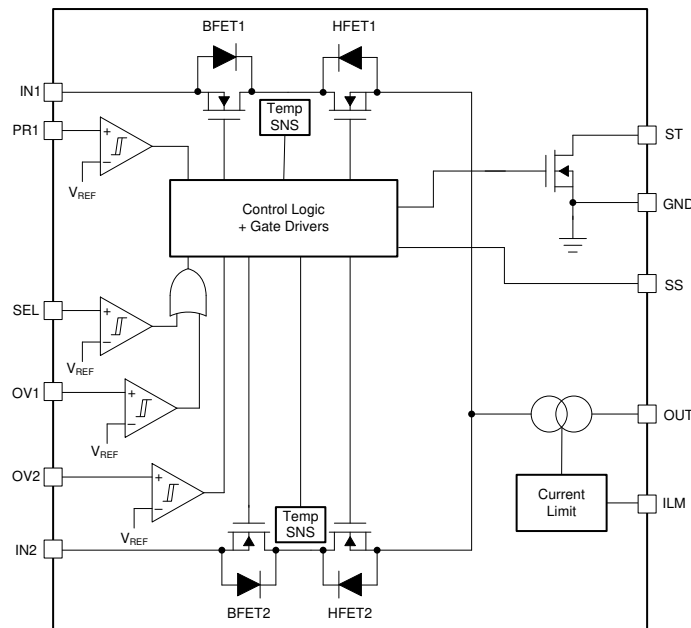 BFET1
HFET1
IN1
Temp
SNS
PR1
+
−
VREF
ST
Control Logic
+ Gate Drivers
GND
SS
SEL
+
−
VREF
OV1
+
−
VREF
OUT
OV2
+
−
VREF
Current
Limit
ILM
Temp
SNS
IN2
BFET2
HFET2